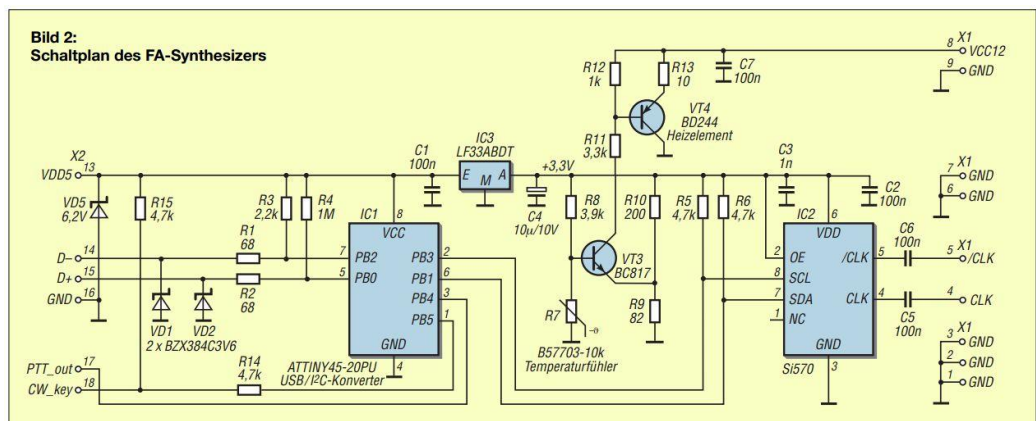 Bild 2:
Schaltplan des FA-Synthesizers
X1
8
VCC12
9
GND
R12
1k
R13
10
C7
100n
VT4
BD244
Heizelement
R11
3,3k
IC3
LF33ABDT
E
M
A
+3,3V
C1
100n
C4
10µ/10V
C3
1n
C2
100n
X1
7
GND
6
GND
X2
13
VDD5
VD5
6,2V
R15
4,7k
R3
2,2k
R4
1M
R8
3,9k
R10
200
R5
4,7k
R6
4,7k
IC1
8
VCC
7
PB2
5
PB0
PB3
2
PB1
6
PB4
3
PB5
1
GND
4
ATTINY45-20PU
USB/I²C-Konverter
IC2
6
VDD
2
OE
8
SCL
7
SDA
1
NC
/CLK
5
CLK
4
GND
3
Si570
C6
100n
X1
5
/CLK
C5
100n
4
CLK
14
D–
15
D+
16
GND
R1
68
R2
68
VD1
VD2
2 x BZX384C3V6
VT3
BC817
R7
-ϑ
R9
82
B57703-10k
Temperaturfühler
X1
3
GND
2
GND
1
GND
17
PTT_out
18
CW_key
R14
4,7k